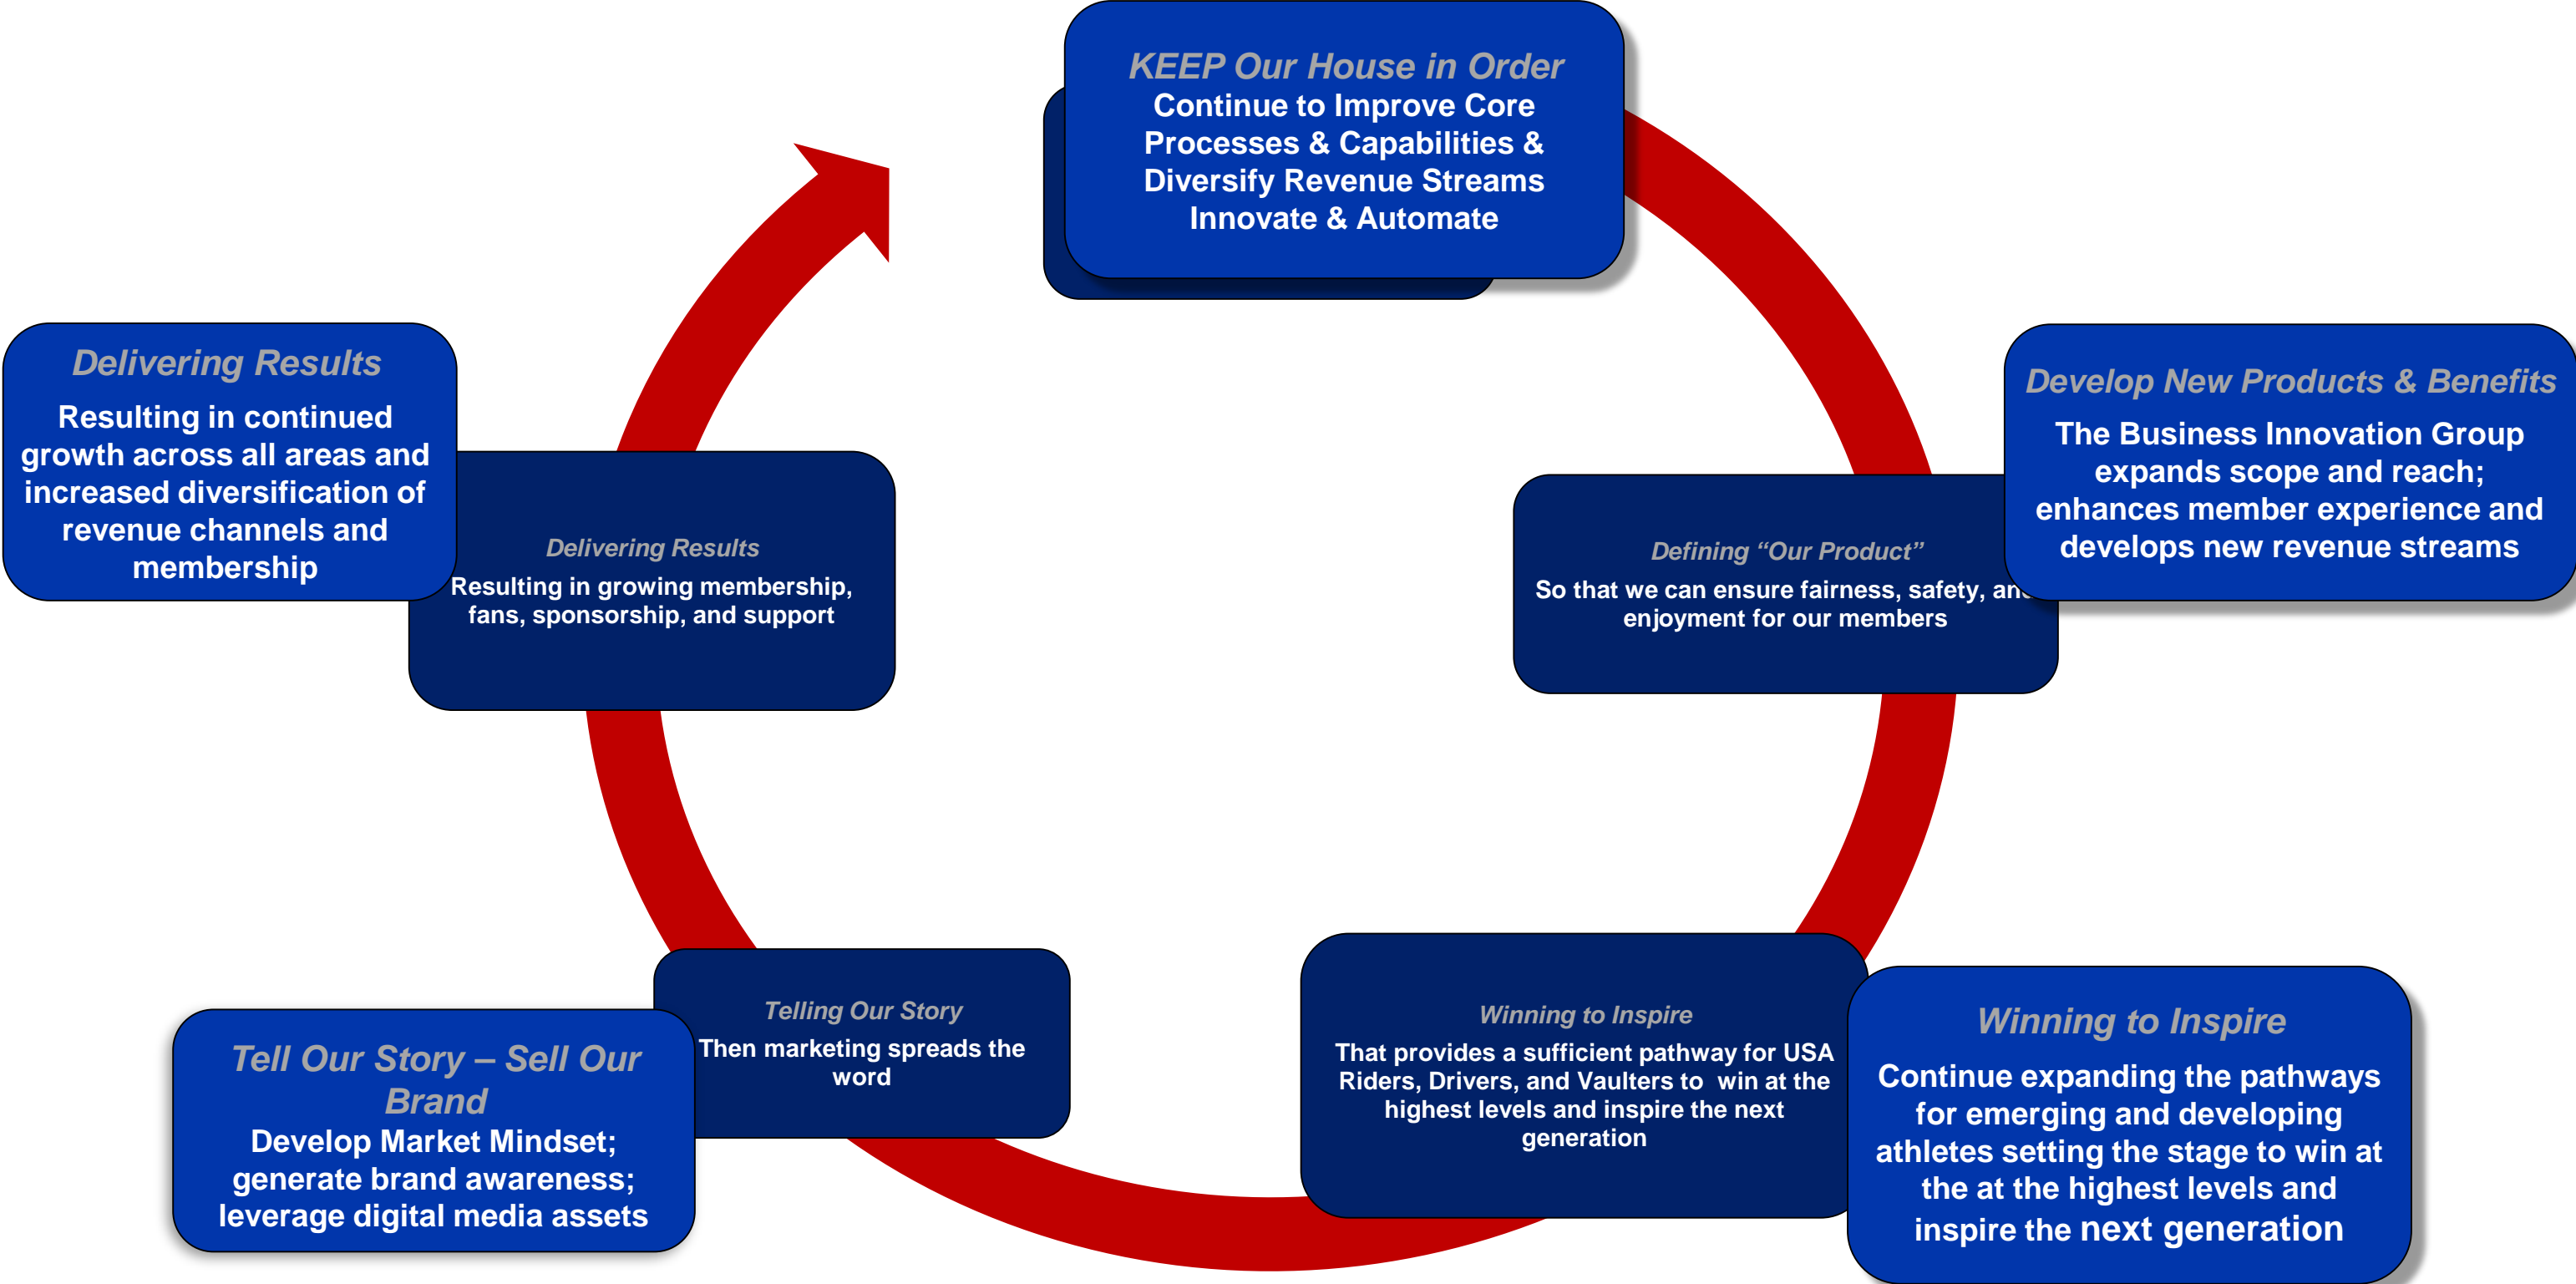 KEEP Our House in Order
Continue to Improve Core
Processes & Capabilities &
Diversify Revenue Streams
Innovate & Automate
Develop New Products & Benefits
The Business Innovation Group
expands scope and reach;
enhances member experience and
develops new revenue streams
Defining “Our Product”
So that we can ensure fairness, safety, and
enjoyment for our members
Winning to Inspire
That provides a sufficient pathway for USA
Riders, Drivers, and Vaulters to  win at the
highest levels and inspire the next
generation
Winning to Inspire
Continue expanding the pathways
for emerging and developing
athletes setting the stage to win at
the at the highest levels and
inspire the next generation
Telling Our Story
Then marketing spreads the
word
Tell Our Story – Sell Our
Brand
Develop Market Mindset;
generate brand awareness;
leverage digital media assets
Delivering Results
Resulting in growing membership,
fans, sponsorship, and support
Delivering Results
Resulting in continued
growth across all areas and
increased diversification of
revenue channels and
membership